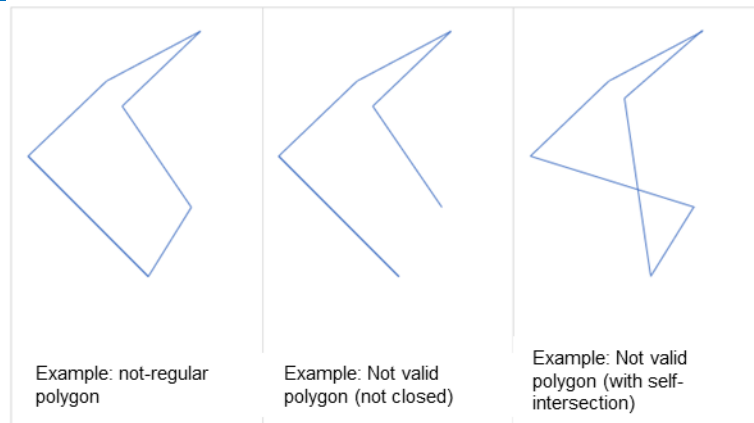 Example: not-regular
polygon
Example: Not valid
polygon (not closed)
Example: Not valid
polygon (with self-
intersection)